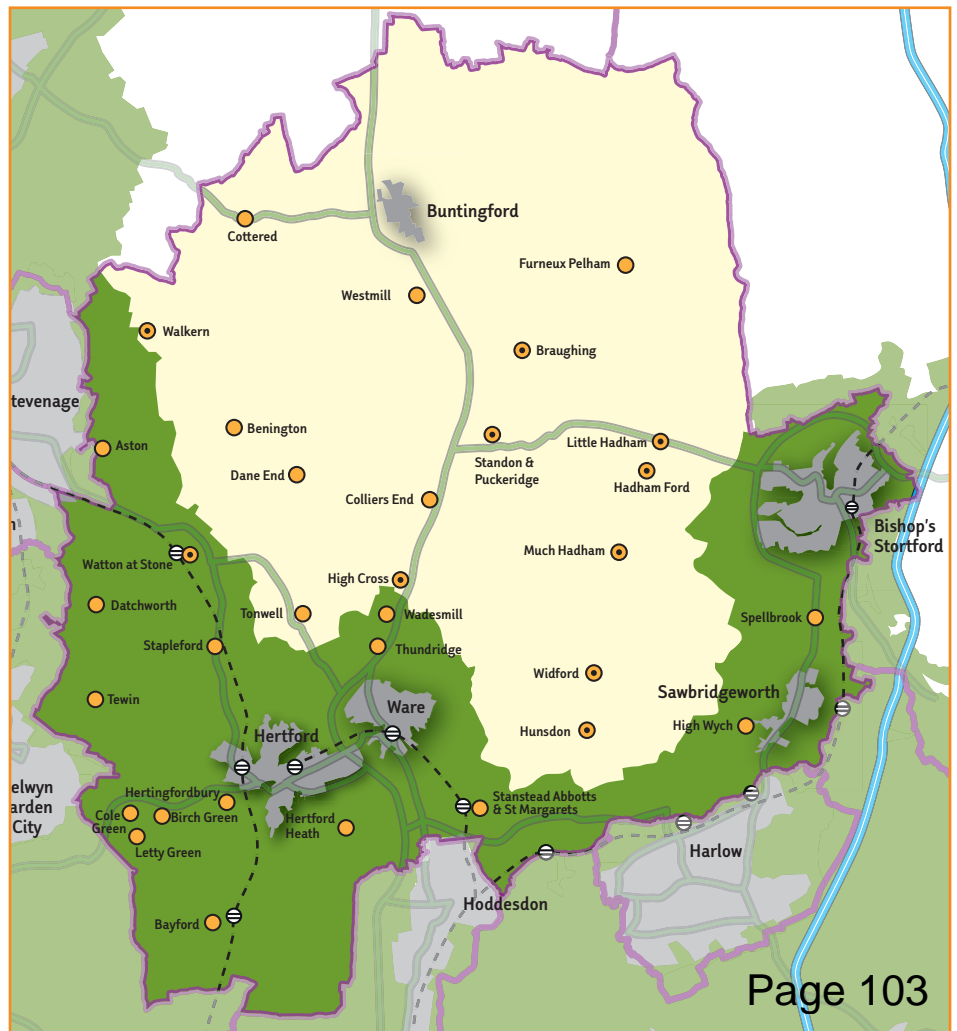 Buntingford
Cottered
Furneux Pelham
Westmill
Walkern
Braughing
tevenage
Benington
Aston
Little Hadham
Standon &
Puckeridge
Dane End
Hadham Ford
Colliers End
n
Bishop's
Stortford
Much Hadham
Watton at Stone
High Cross
Datchworth
Tonwell
Wadesmill
Spellbrook
Stapleford
Thundridge
Widford
Sawbridgeworth
Tewin
Ware
High Wych
Hunsdon
Hertford
elwyn
arden
City
Hertingfordbury
Stanstead Abbotts
& St Margarets
Cole
Green
Birch Green
Hertford
Heath
Letty Green
Harlow
Hoddesdon
Bayford
Page 103